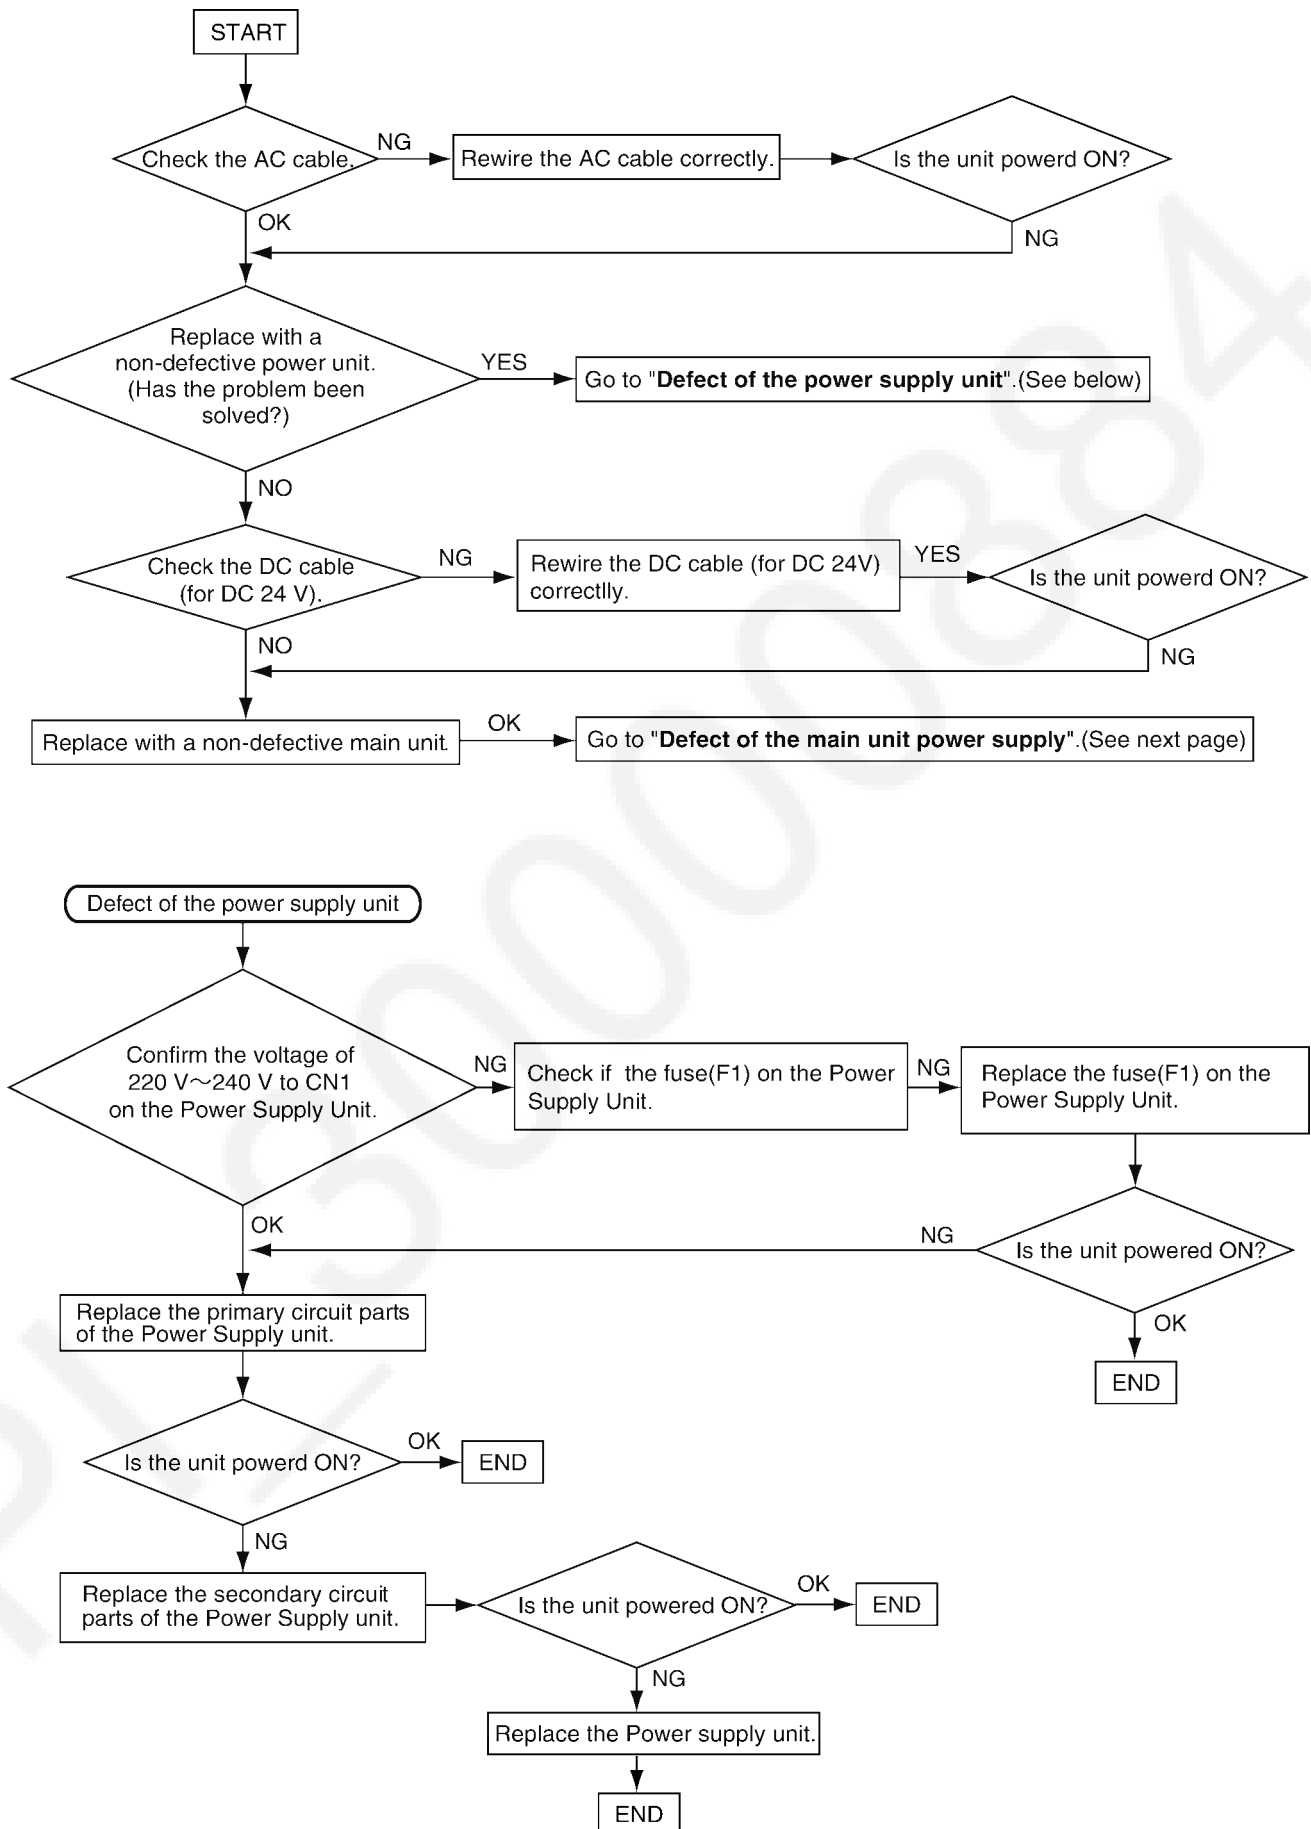 START
Check the AC cable.
NG
Rewire the AC cable correctly.
Is the unit powerd ON?
OK
NG
Replace with a
non-defective power unit.
(Has the problem been
solved?)
YES
Go to "Defect of the power supply unit".(See below)
NO
Check the DC cable
(for DC 24 V).
NG
Rewire the DC cable (for DC 24V)
correctlly.
YES
Is the unit powerd ON?
NO
NG
Replace with a non-defective main unit.
OK
Go to "Defect of the main unit power supply".(See next page)
Defect of the power supply unit
Confirm the voltage of
220 V～240 V to CN1
on the Power Supply Unit.
NG
Check if the fuse(F1) on the Power
Supply Unit.
NG
Replace the fuse(F1) on the
Power Supply Unit.
OK
NG
Is the unit powered ON?
OK
END
Replace the primary circuit parts
of the Power Supply unit.
Is the unit powerd ON?
OK
END
NG
Replace the secondary circuit
parts of the Power Supply unit.
Is the unit powered ON?
OK
END
NG
Replace the Power supply unit.
END